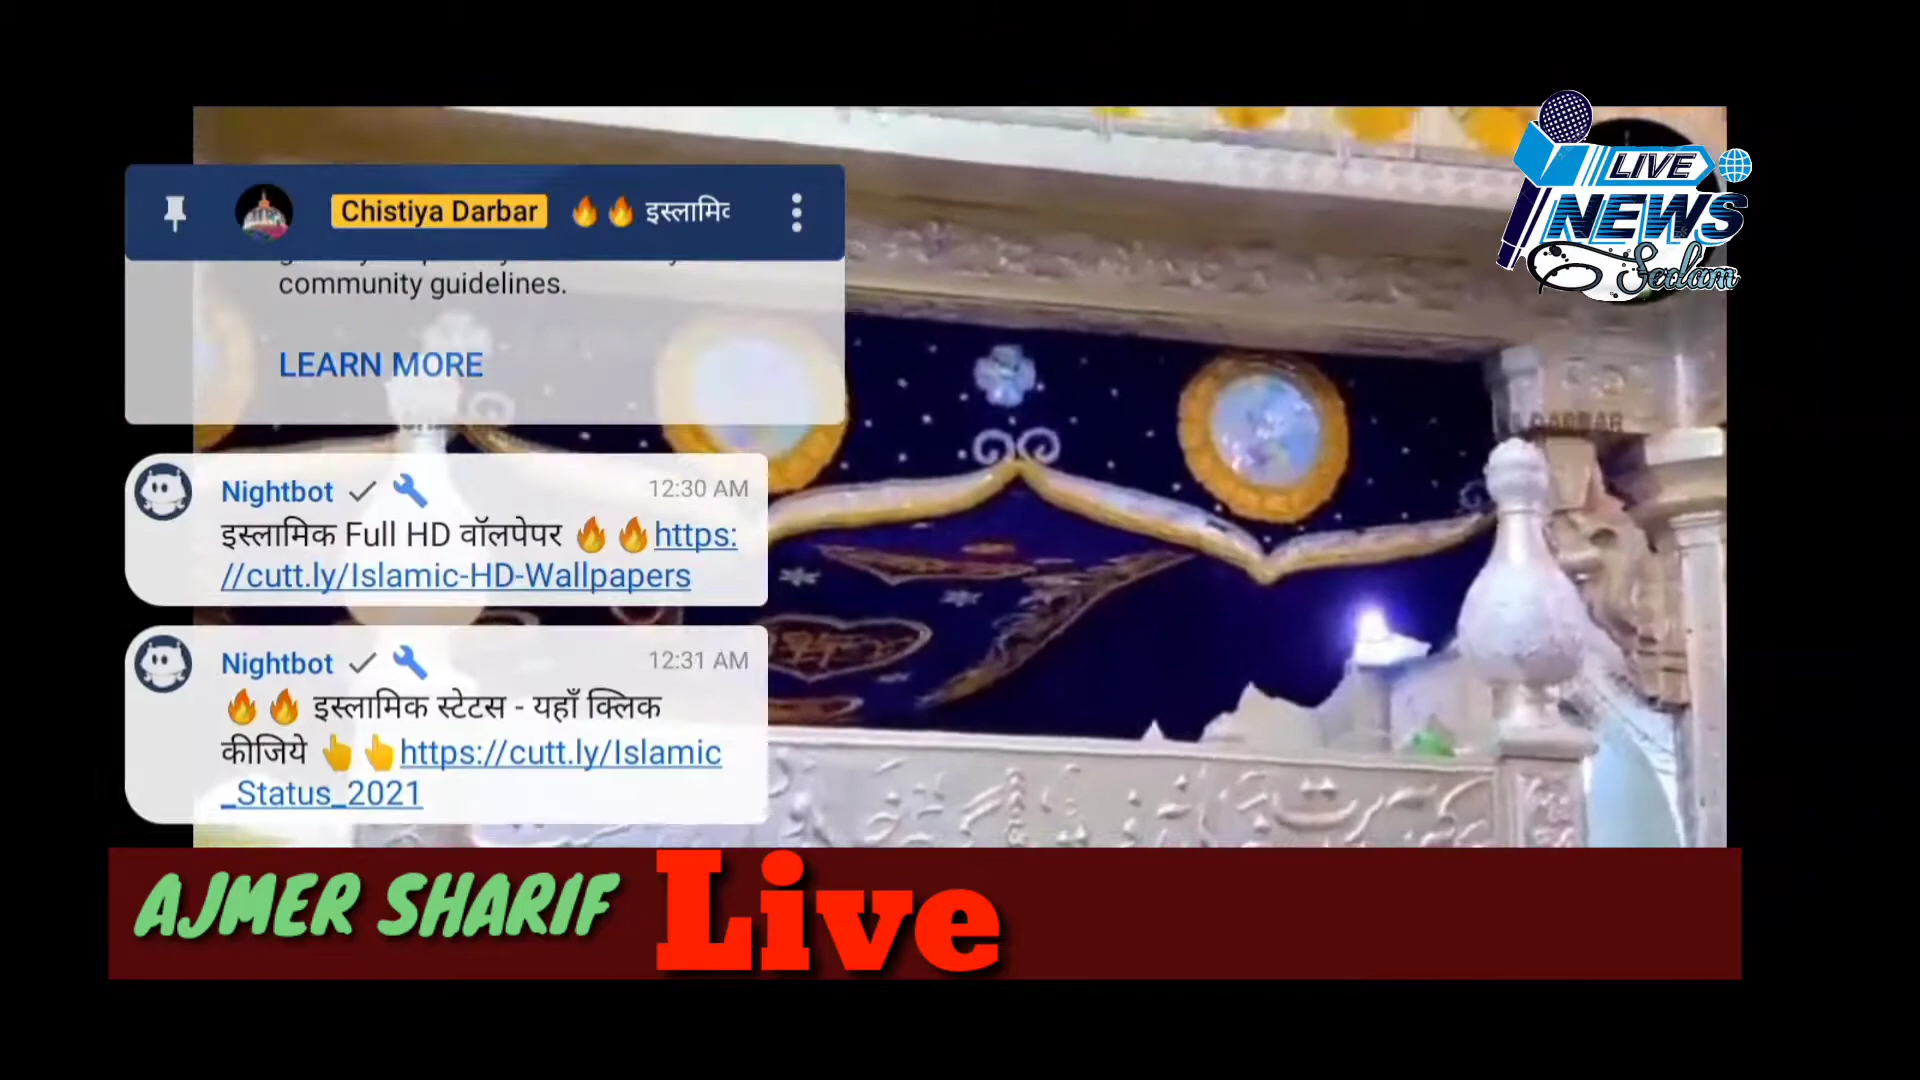 Chistiya Darbar 🔥🔥 इस्लामि
community guidelines.
LEARN MORE
Nightbot 12:30 AM
इस्लामिक Full HD वॉलपेपर 🔥🔥https:
//cutt.ly/Islamic-HD-Wallpapers
Nightbot 12:31 AM
🔥🔥 इस्लामिक स्टेटस - यहाँ क्लिक
कीजिये 👆👆https://cutt.ly/Islamic
_Status_2021
LIVE
NEWS
Sedam
DARBAR
AJMER SHARIF Live